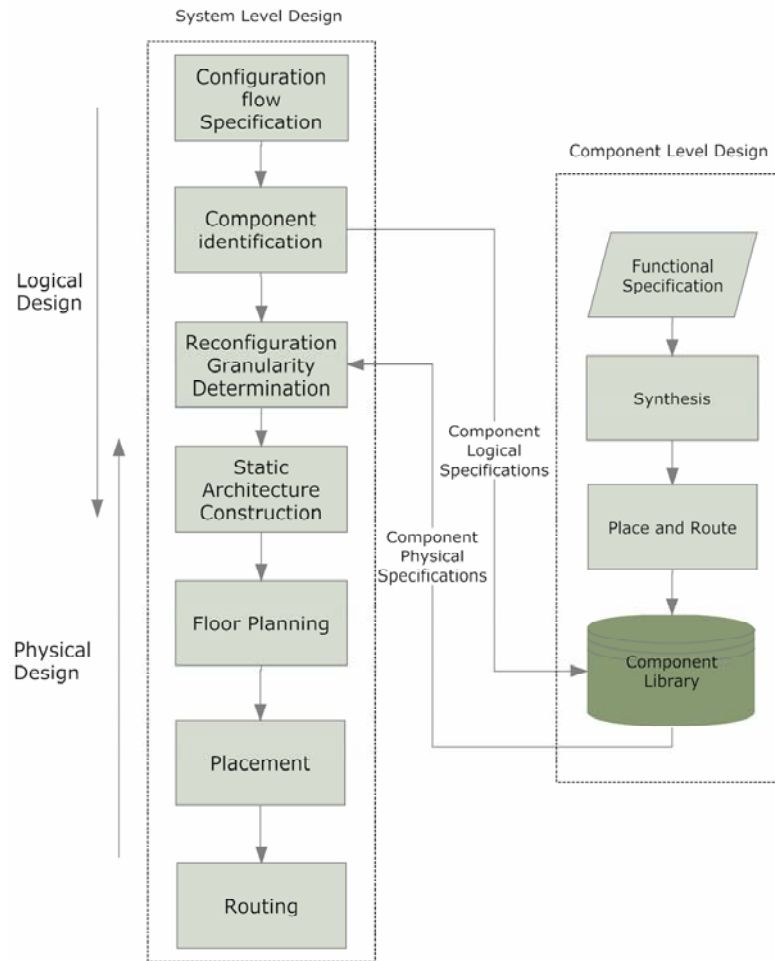 System Level Design
Configuration
flow
Specification
Component
identification
Reconfiguration
Granularity
Determination
Static
Architecture
Construction
Floor Planning
Placement
Routing
Logical
Design
Physical
Design
Component
Logical
Specifications
Component
Physical
Specifications
Component Level Design
Functional
Specification
Synthesis
Place and Route
Component
Library